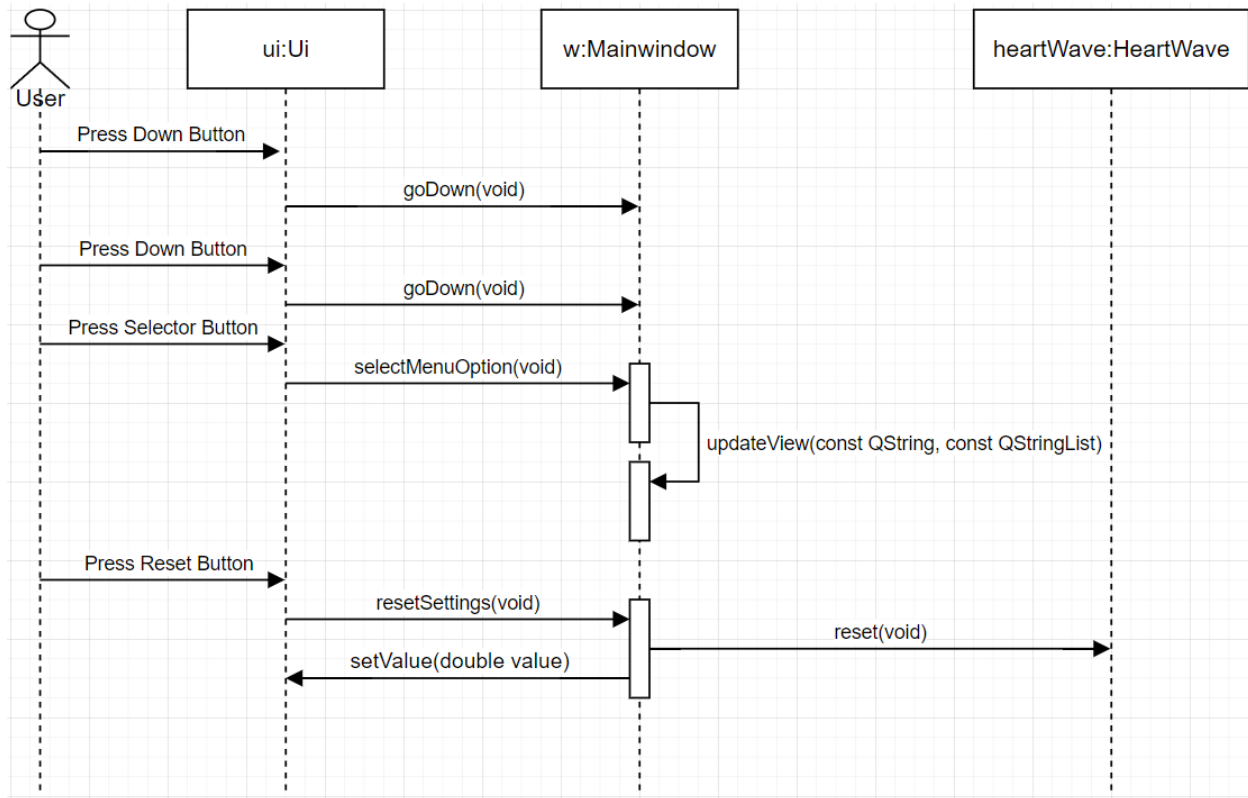 ui:Ui
w:Mainwindow
heartWave:HeartWave
User
Press Down Button
goDown(void)
Press Down Button
goDown(void)
Press Selector Button
selectMenuOption(void)
updateView(const QString, const QStringList)
Press Reset Button
resetSettings(void)
reset(void)
setValue(double value)